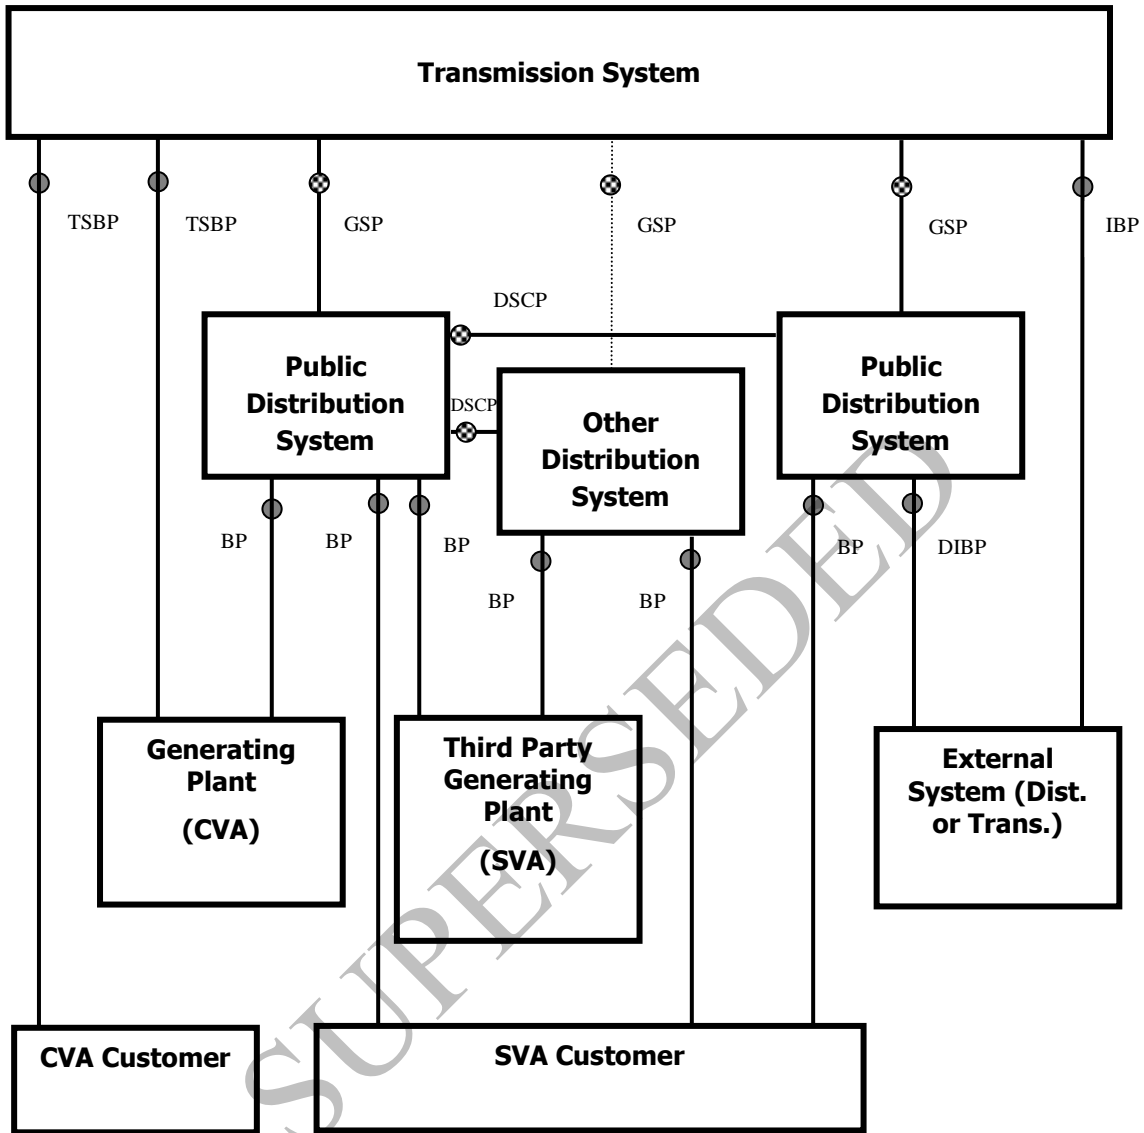 Transmission System
TSBP
TSBP
GSP
GSP
GSP
IBP
DSCP
Public
Distribution
System
DSCP
Other
Distribution
System
Public
Distribution
System
BP
BP
BP
BP
BP
BP
DIBP
Generating
Plant
(CVA)
Third Party
Generating
Plant
(SVA)
External
System (Dist.
or Trans.)
CVA Customer
SVA Customer
SUPERSEDED